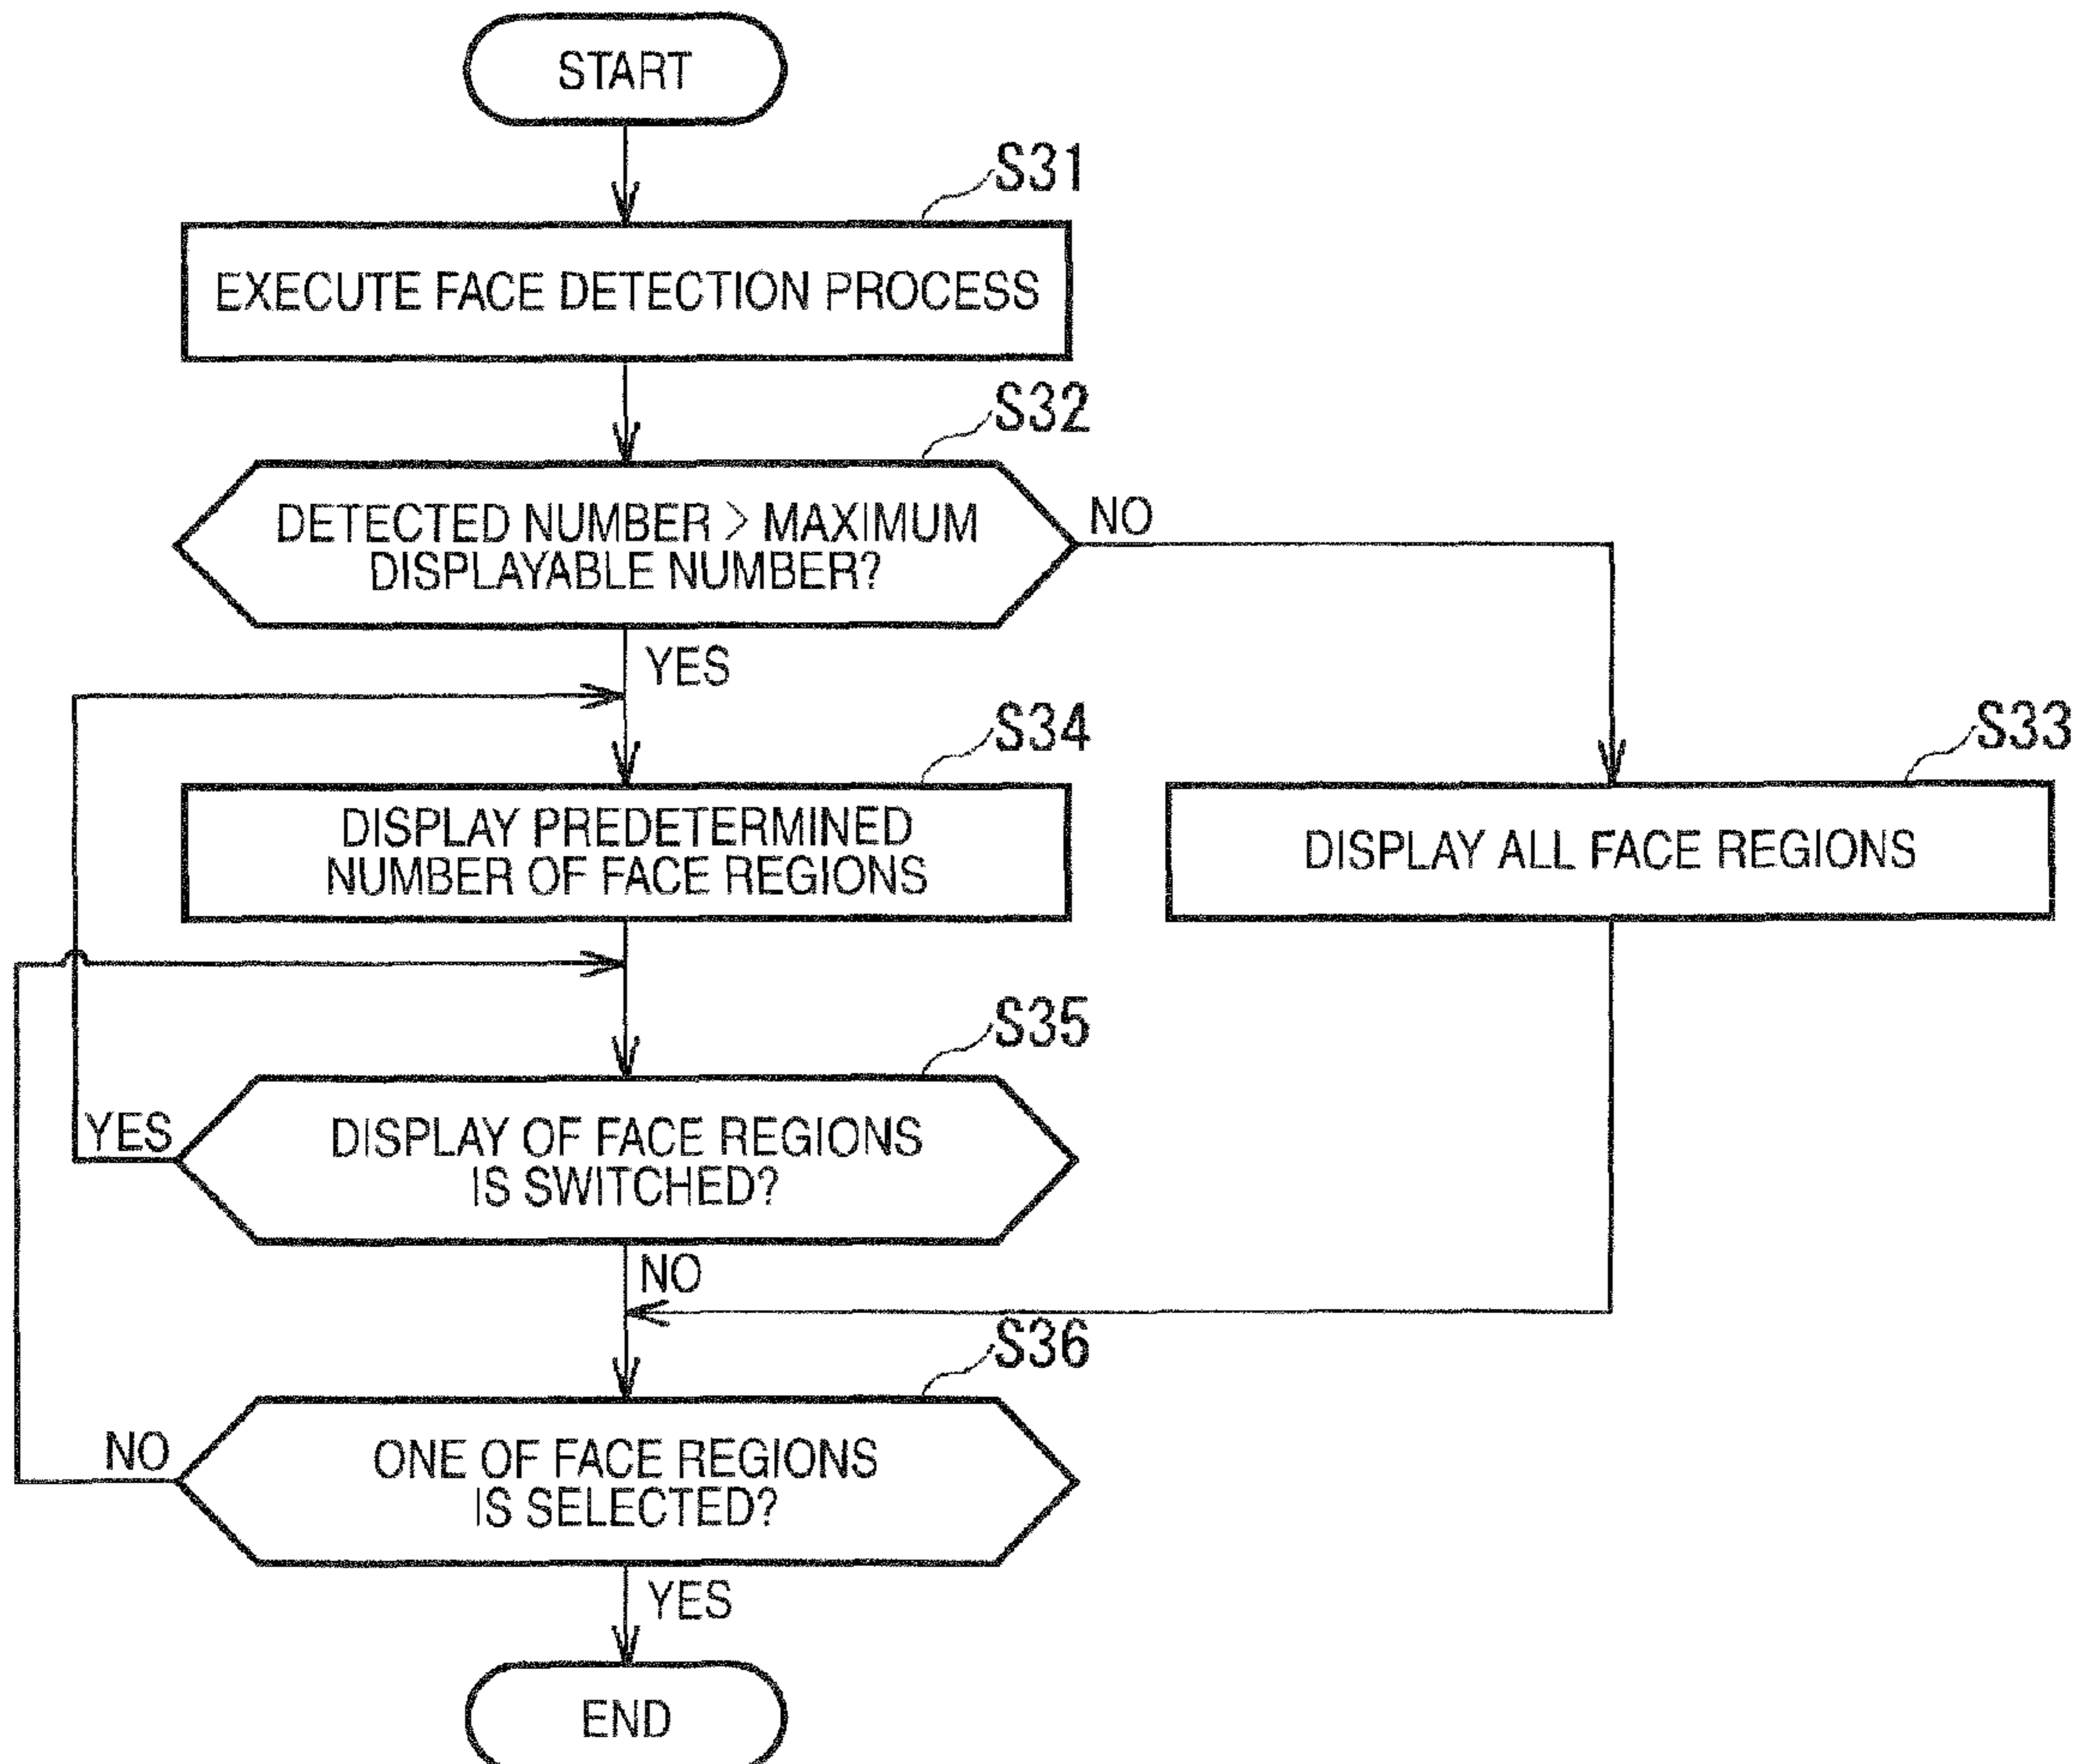 START
S31
EXECUTE FACE DETECTION PROCESS
S32
DETECTED NUMBER > MAXIMUM
DISPLAYABLE NUMBER?
NO
YES
S34
DISPLAY PREDETERMINED
NUMBER OF FACE REGIONS
S33
DISPLAY ALL FACE REGIONS
S35
DISPLAY OF FACE REGIONS
IS SWITCHED?
YES
NO
S36
ONE OF FACE REGIONS
IS SELECTED?
NO
YES
END